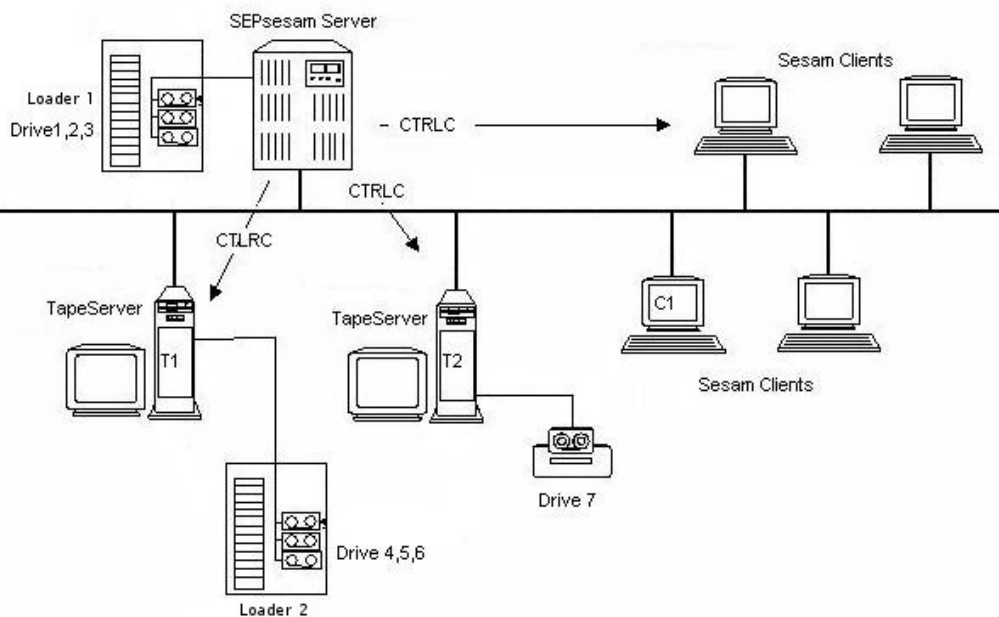 SEPsesam Server
Sesam Clients
Loader 1
Drive1,2,3
CTRLC
CTRLC
CTLRC
TapeServer
T1
TapeServer
T2
C1
Sesam Clients
Drive 7
Drive 4,5,6
Loader 2